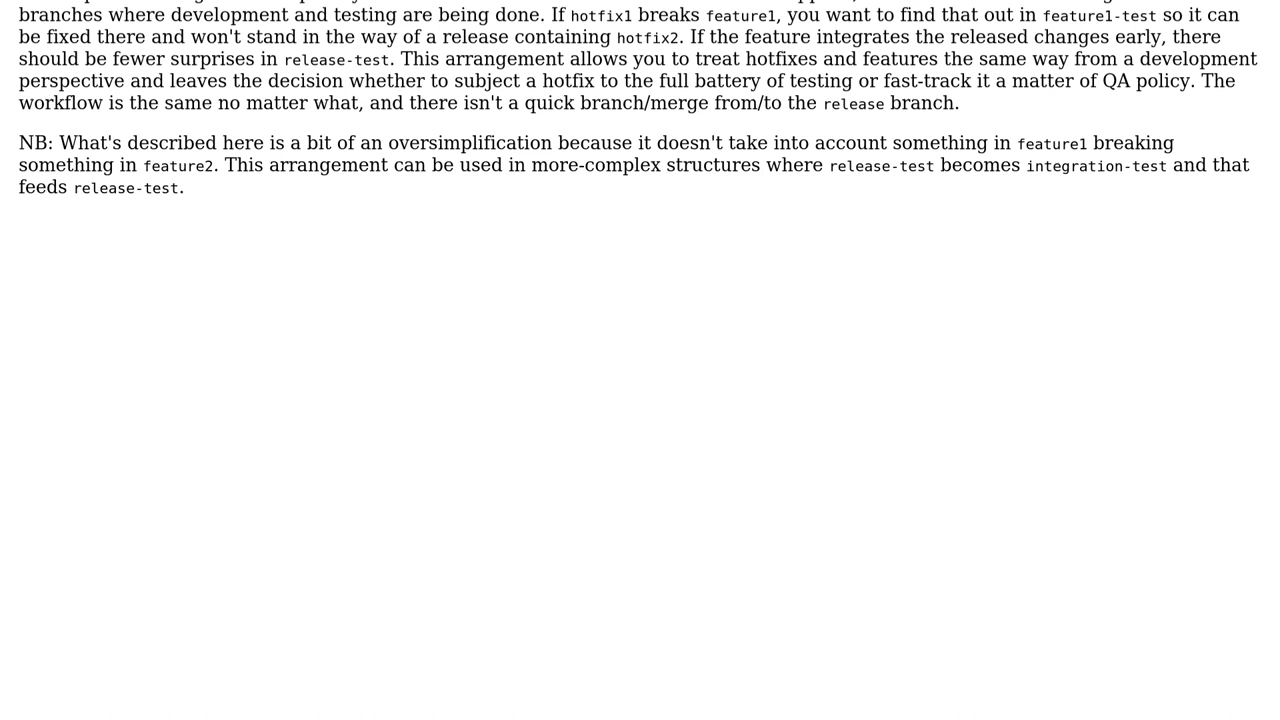 branches where development and testing are being done. If hotfix1 breaks feature1, you want to find that out in feature1-test so it can
be fixed there and won't stand in the way of a release containing hotfix2. If the feature integrates the released changes early, there
should be fewer surprises in release-test. This arrangement allows you to treat hotfixes and features the same way from a development
perspective and leaves the decision whether to subject a hotfix to the full battery of testing or fast-track it a matter of QA policy. The
workflow is the same no matter what, and there isn't a quick branch/merge from/to the release branch.
NB: What's described here is a bit of an oversimplification because it doesn't take into account something in feature1 breaking
something in feature2. This arrangement can be used in more-complex structures where release-test becomes integration-test and that
feeds release-test.